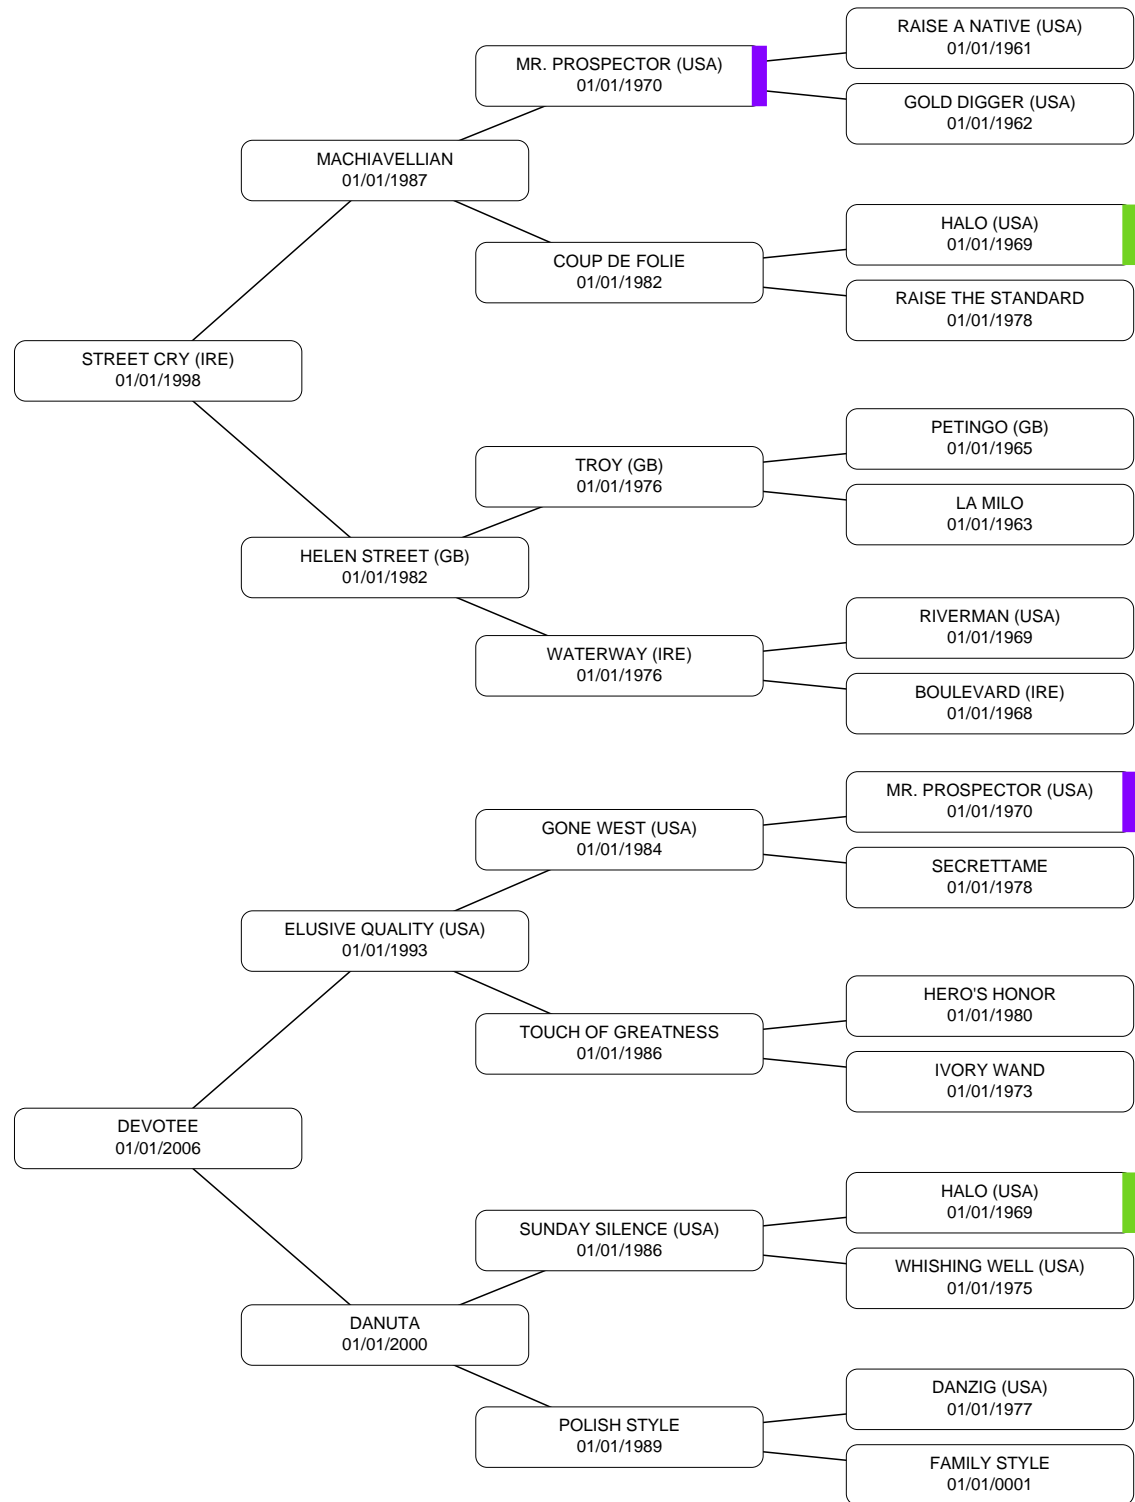 RAISE A NATIVE (USA)
01/01/1961
MR. PROSPECTOR (USA)
01/01/1970
GOLD DIGGER (USA)
01/01/1962
MACHIAVELLIAN
01/01/1987
HALO (USA)
01/01/1969
COUP DE FOLIE
01/01/1982
RAISE THE STANDARD
01/01/1978
STREET CRY (IRE)
01/01/1998
PETINGO (GB)
01/01/1965
TROY (GB)
01/01/1976
LA MILO
01/01/1963
HELEN STREET (GB)
01/01/1982
RIVERMAN (USA)
01/01/1969
WATERWAY (IRE)
01/01/1976
BOULEVARD (IRE)
01/01/1968
MR. PROSPECTOR (USA)
01/01/1970
GONE WEST (USA)
01/01/1984
SECRETTAME
01/01/1978
ELUSIVE QUALITY (USA)
01/01/1993
HERO'S HONOR
01/01/1980
TOUCH OF GREATNESS
01/01/1986
IVORY WAND
01/01/1973
DEVOTEE
01/01/2006
HALO (USA)
01/01/1969
SUNDAY SILENCE (USA)
01/01/1986
WHISHING WELL (USA)
01/01/1975
DANUTA
01/01/2000
DANZIG (USA)
01/01/1977
POLISH STYLE
01/01/1989
FAMILY STYLE
01/01/0001